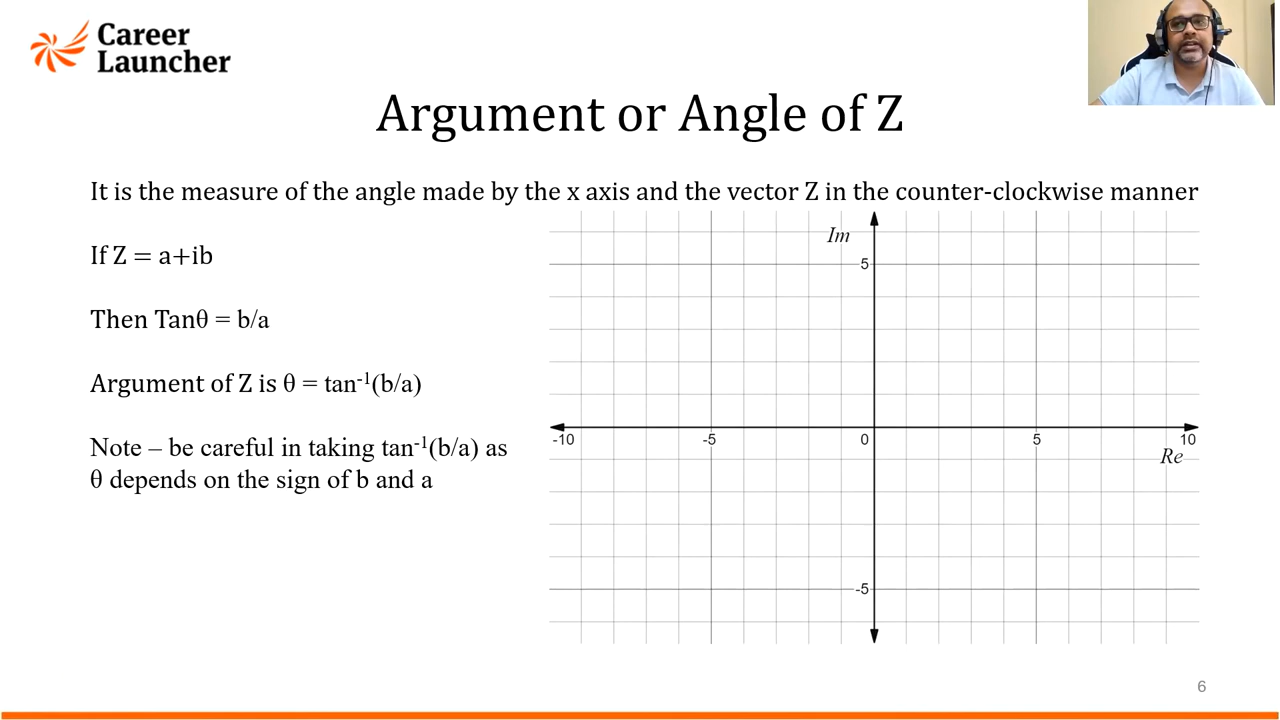 Career
Launcher
Argument or Angle of Z
It is the measure of the angle made by the x axis and the vector Z in the counter-clockwise manner
If Z = a+ib
Then Tanθ = b/a
Argument of Z is θ = tan⁻¹(b/a)
Note – be careful in taking tan⁻¹(b/a) as
θ depends on the sign of b and a
Im
5
-10 -5 0 5 10
Re
-5
6